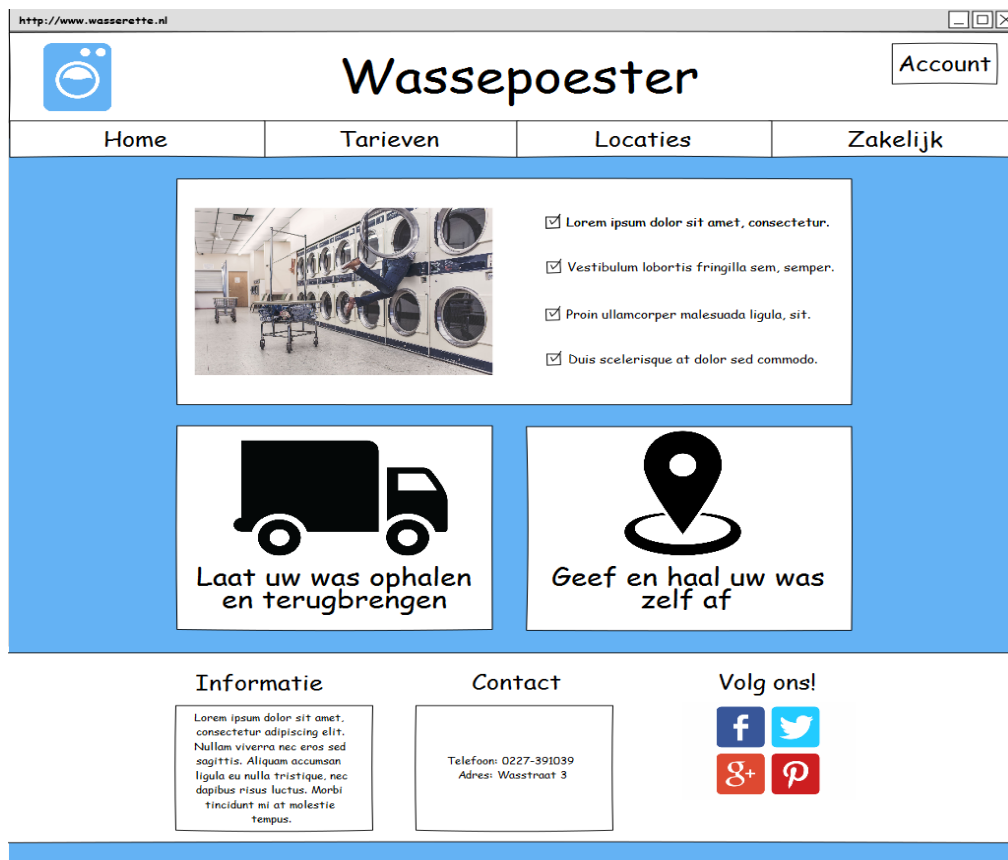 http://www.wasserette.nl
Wassepoester
Account
Home
Tarieven
Locaties
Zakelijk
Lorem ipsum dolor sit amet, consectetur.
Vestibulum lobortis fringilla sem, semper.
Proin ullamcorper malesuada ligula, sit.
Duis scelerisque at dolor sed commodo.
Laat uw was ophalen
en terugbrengen
Geef en haal uw was
zelf af
Informatie
Lorem ipsum dolor sit amet,
consectetur adipiscing elit.
Nullam viverra nec eros sed
sagittis. Aliquam accumsan
ligula eu nulla tristique, nec
dapibus risus luctus. Morbi
tincidunt mi at molestie
tempus.
Contact
Telefoon: 0227-391039
Adres: Wasstraat 3
Volg ons!